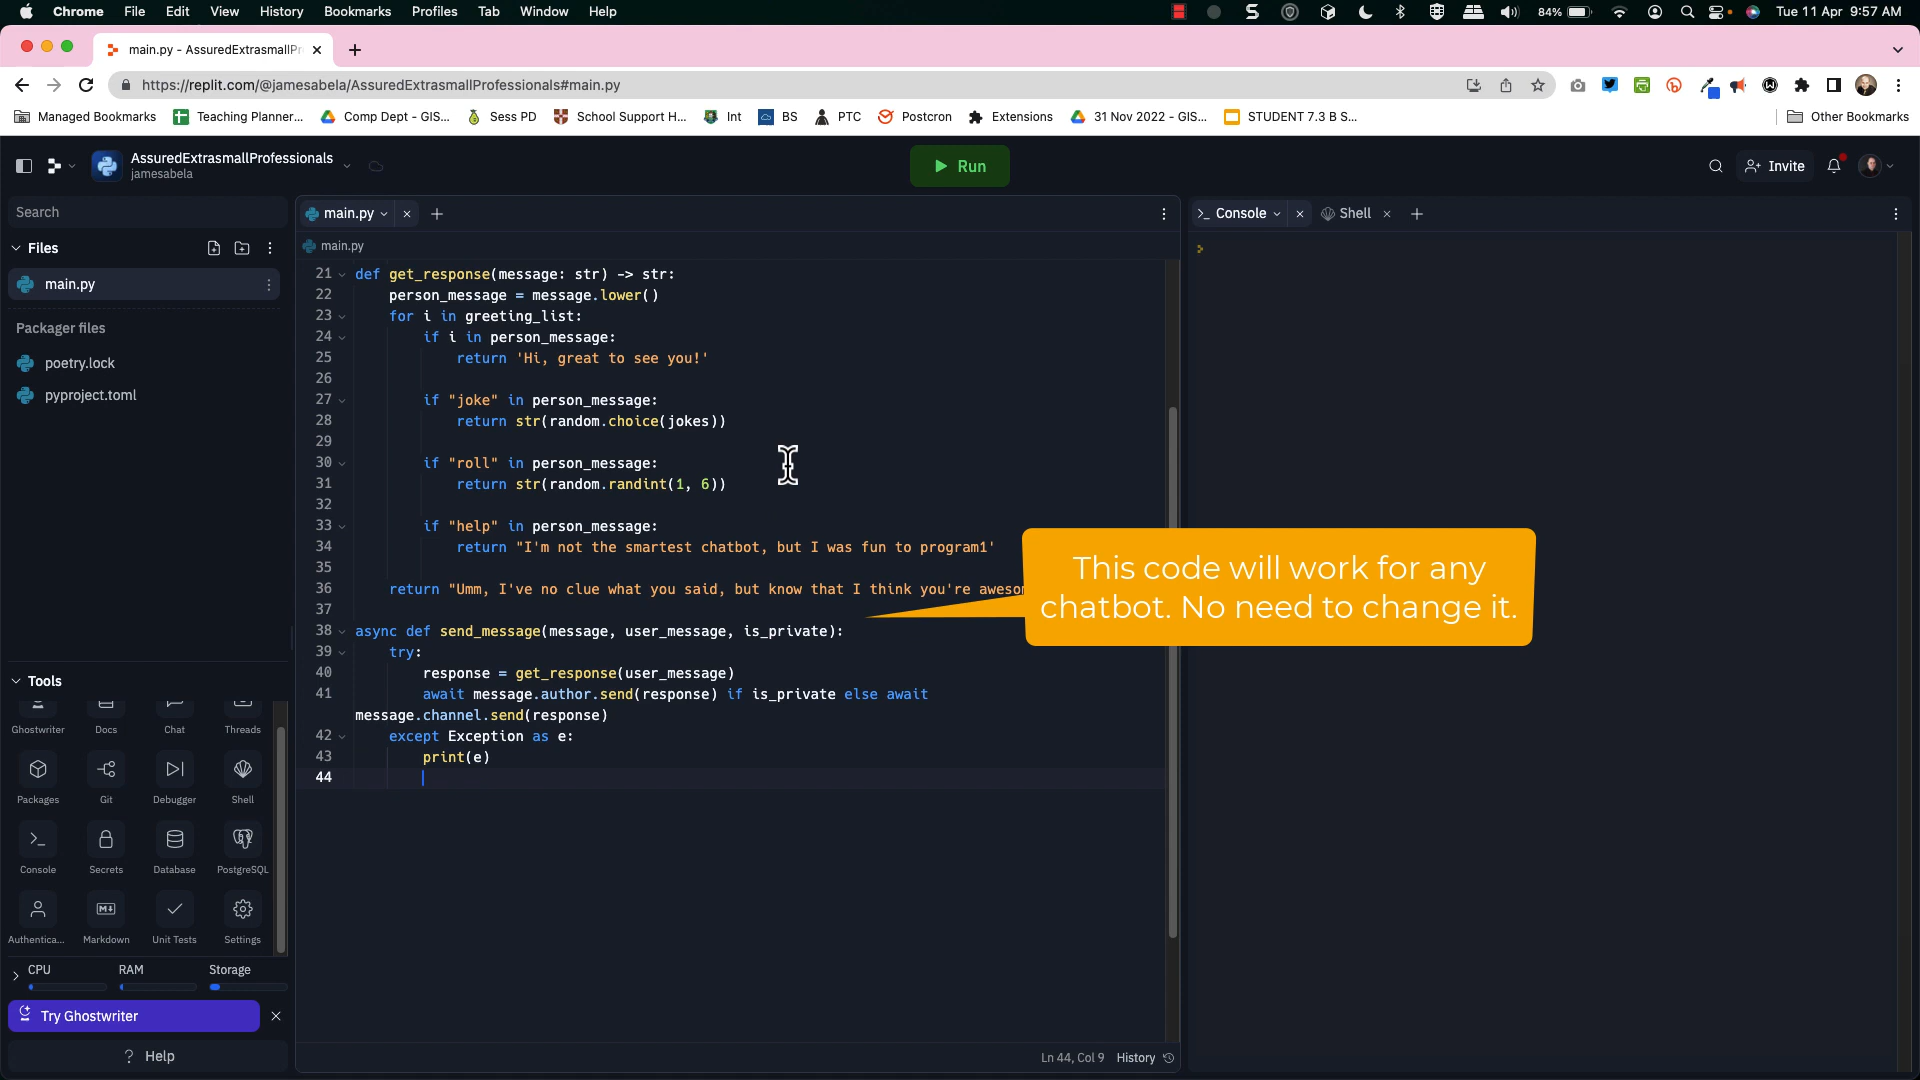 Chrome File Edit View History Bookmarks Profiles Tab Window Help 84% Tue 11 Apr 9:57 AM
main.py - AssuredExtrasmallPr
https://replit.com/@jamesabela/AssuredExtrasmallProfessionals#main.py
Managed Bookmarks Teaching Planner... Comp Dept - GIS... Sess PD School Support H... Int BS PTC Postcron Extensions 31 Nov 2022 - GIS... STUDENT 7.3 B S... Other Bookmarks
AssuredExtrasmallProfessionals
jamesabela
Run
Invite
Search
Files
main.py
Packager files
poetry.lock
pyproject.toml
Tools
Ghostwriter Docs Chat Threads
Packages Git Debugger Shell
Console Secrets Database PostgreSQL
Authentica... Markdown Unit Tests Settings
CPU RAM Storage
Try Ghostwriter
? Help
main.py
main.py
21 def get_response(message: str) -> str:
22 person_message = message.lower()
23 for i in greeting_list:
24 if i in person_message:
25 return 'Hi, great to see you!'
26
27 if "joke" in person_message:
28 return str(random.choice(jokes))
29
30 if "roll" in person_message:
31 return str(random.randint(1, 6))
32
33 if "help" in person_message:
34 return "I'm not the smartest chatbot, but I was fun to program1'
35
36 return "Umm, I've no clue what you said, but know that I think you're aweso
37
38 async def send_message(message, user_message, is_private):
39 try:
40 response = get_response(user_message)
41 await message.author.send(response) if is_private else await
message.channel.send(response)
42 except Exception as e:
43 print(e)
44
Ln 44, Col 9 History
Console Shell
This code will work for any
chatbot. No need to change it.